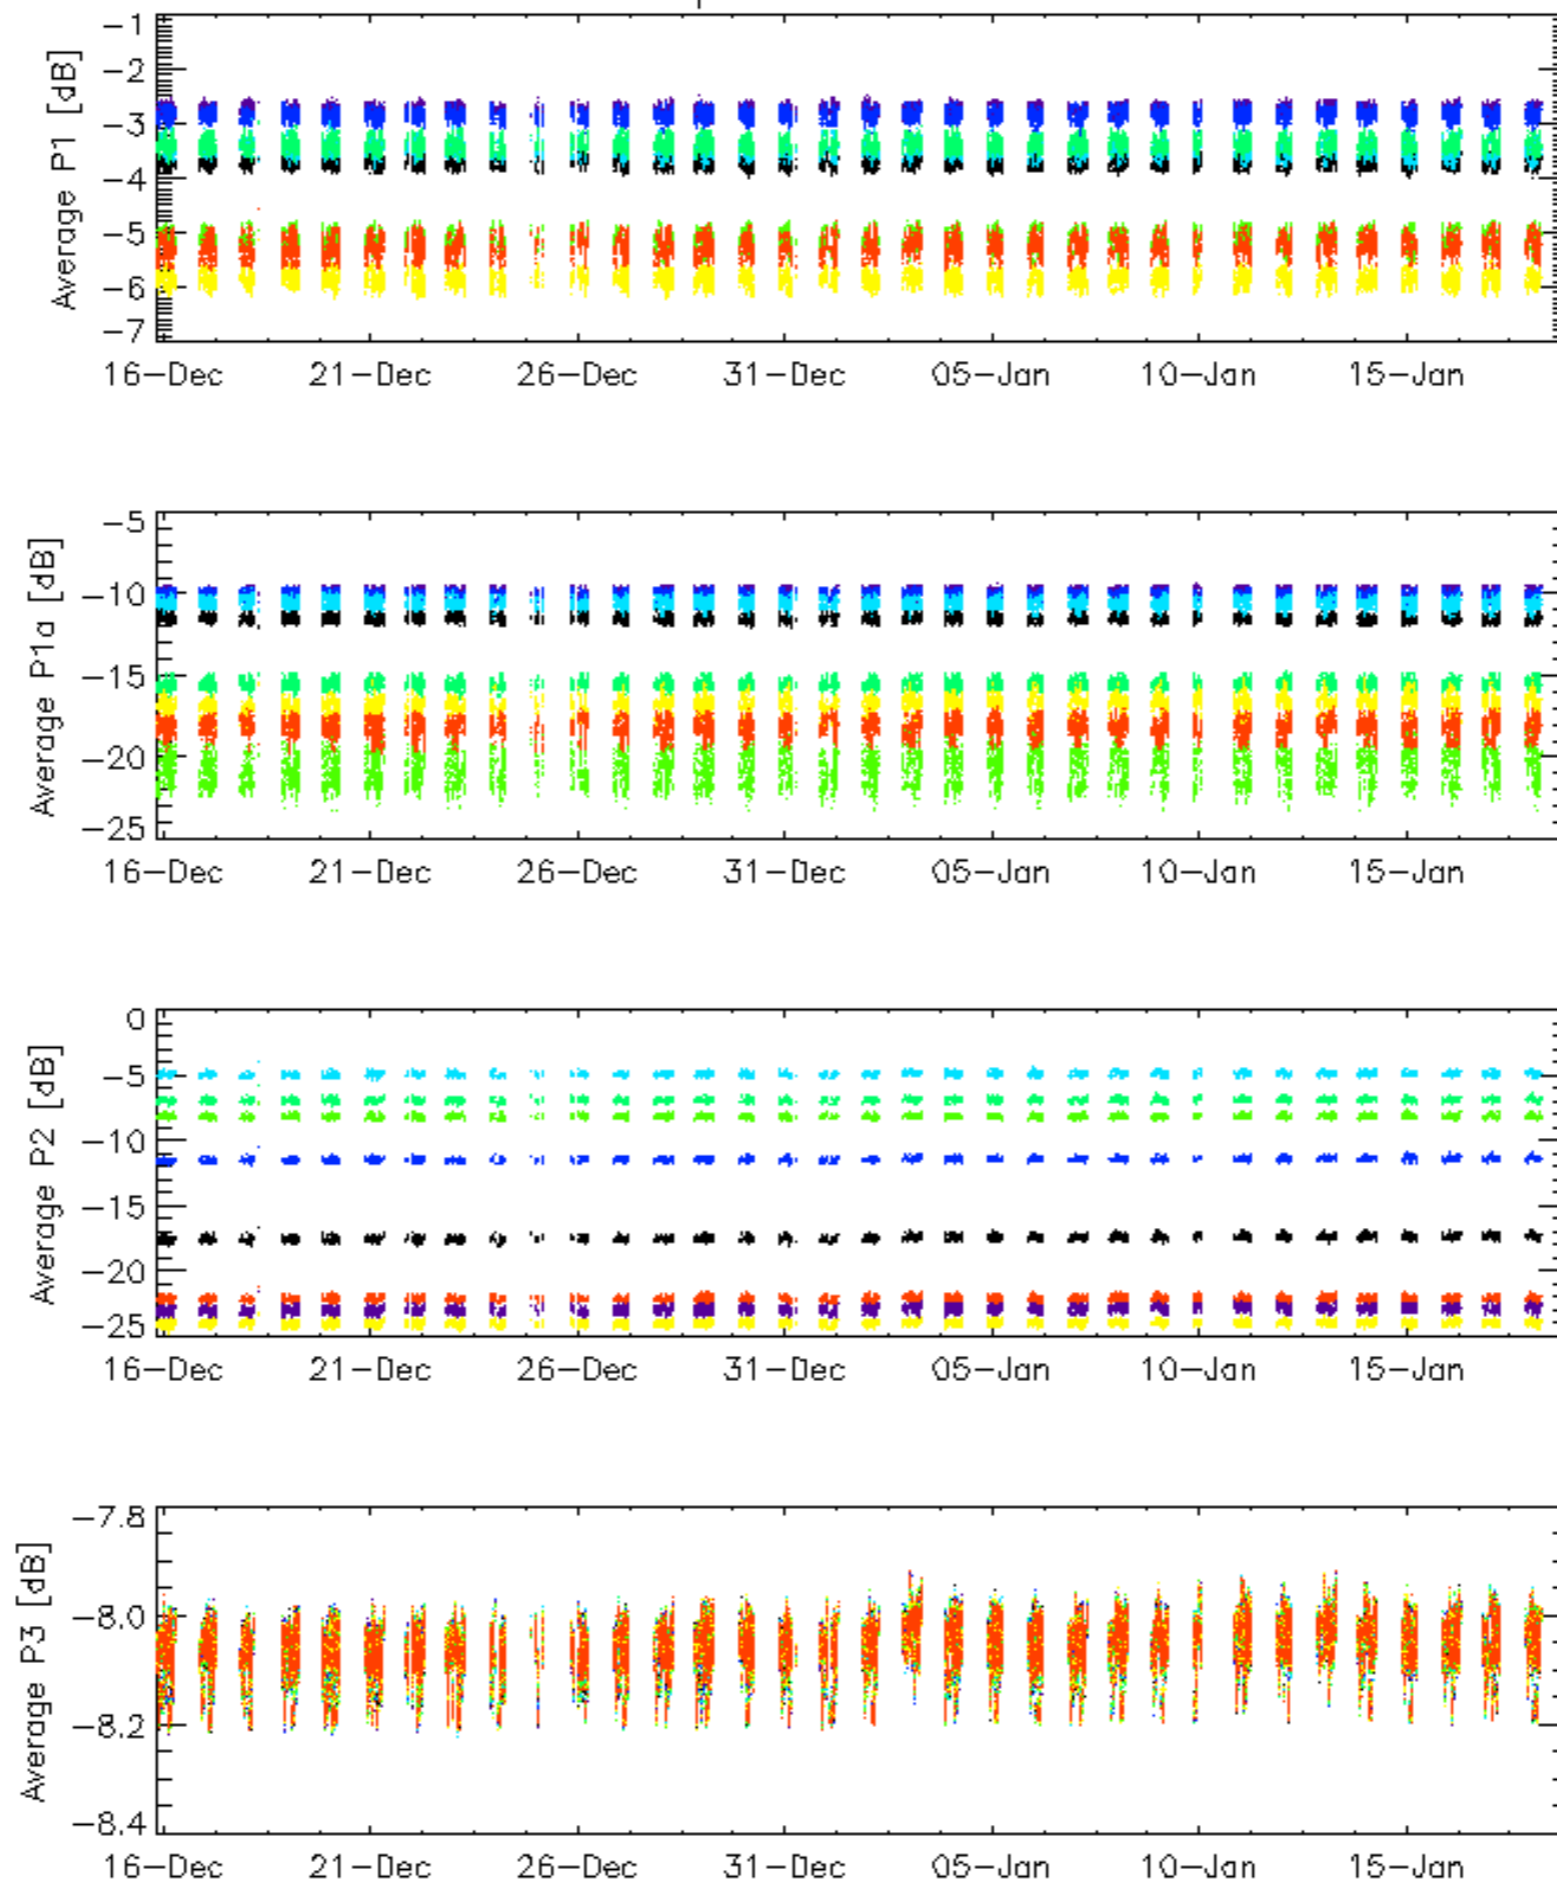 −1
−2
−3
−4
−5
−6
−7
Average P1 [dB]
16−Dec 21−Dec 26−Dec 31−Dec 05−Jan 10−Jan 15−Jan
−5
−10
−15
−20
−25
Average P1a [dB]
16−Dec 21−Dec 26−Dec 31−Dec 05−Jan 10−Jan 15−Jan
0
−5
−10
−15
−20
−25
Average P2 [dB]
16−Dec 21−Dec 26−Dec 31−Dec 05−Jan 10−Jan 15−Jan
−7.8
−8.0
−8.2
−8.4
Average P3 [dB]
16−Dec 21−Dec 26−Dec 31−Dec 05−Jan 10−Jan 15−Jan